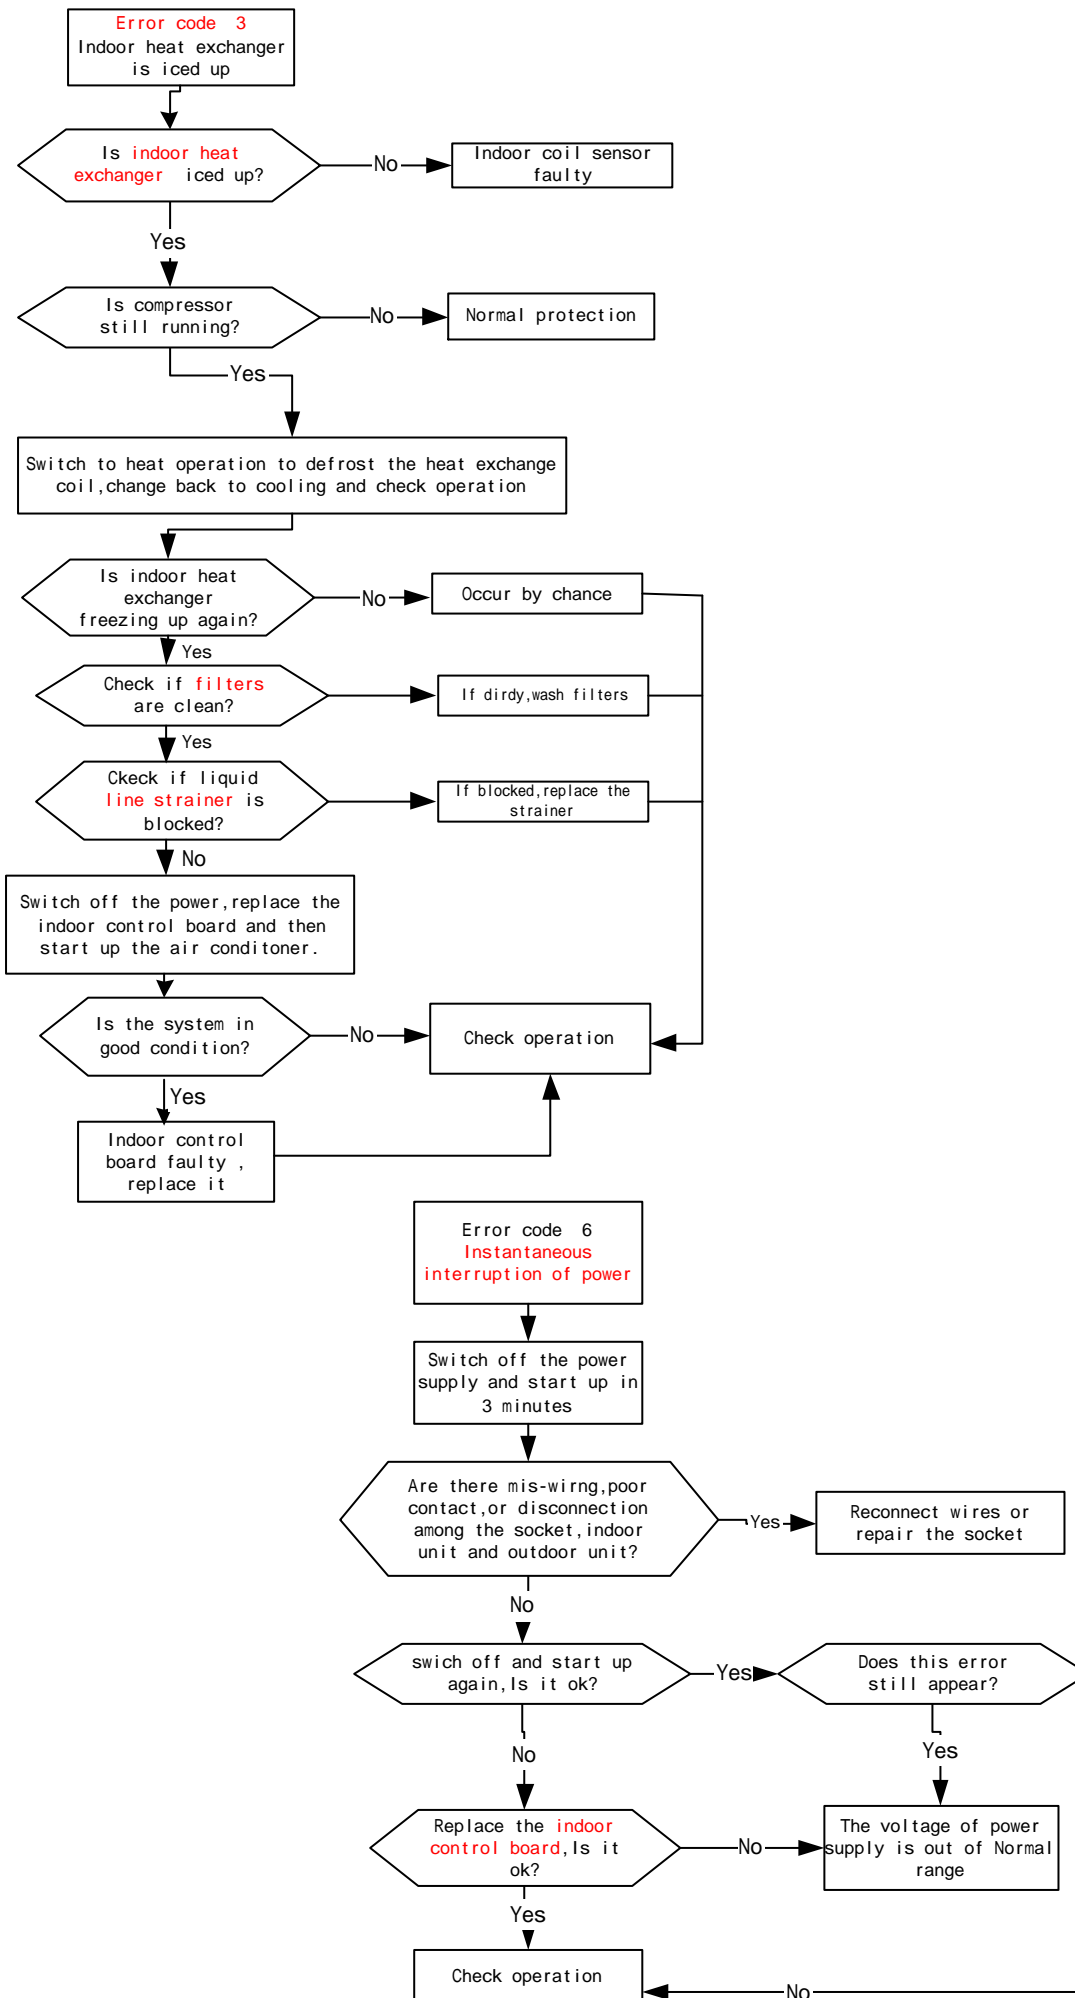 Error code 3
Indoor heat exchanger
is iced up
Is indoor heat
exchanger iced up?
No
Indoor coil sensor
faulty
Yes
Is compressor
still running?
No
Normal protection
Yes
Switch to heat operation to defrost the heat exchange
coil,change back to cooling and check operation
Is indoor heat
exchanger
freezing up again?
No
Occur by chance
Yes
Check if filters
are clean?
If dirdy,wash filters
Yes
Ckeck if liquid
line strainer is
blocked?
If blocked,replace the
strainer
No
Switch off the power,replace the
indoor control board and then
start up the air conditoner.
Is the system in
good condition?
No
Check operation
Yes
Indoor control
board faulty ,
replace it
Error code 6
Instantaneous
interruption of power
Switch off the power
supply and start up in
3 minutes
Are there mis-wirng,poor
contact,or disconnection
among the socket,indoor
unit and outdoor unit?
Yes
Reconnect wires or
repair the socket
No
swich off and start up
again,Is it ok?
Yes
Does this error
still appear?
No
Yes
Replace the indoor
control board,Is it
ok?
No
The voltage of power
supply is out of Normal
range
Yes
Check operation
No